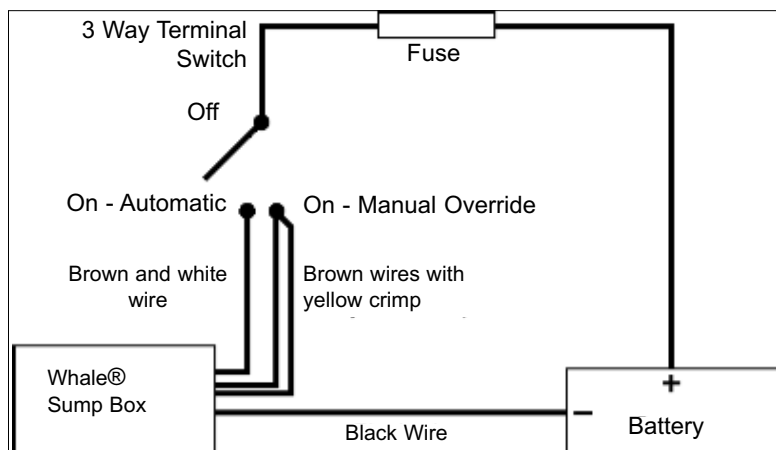 3 Way Terminal
Switch
Fuse
Off
On - Automatic
On - Manual Override
Brown and white
wire
Brown wires with
yellow crimp
Whale®
Sump Box
Black Wire
+
–
Battery